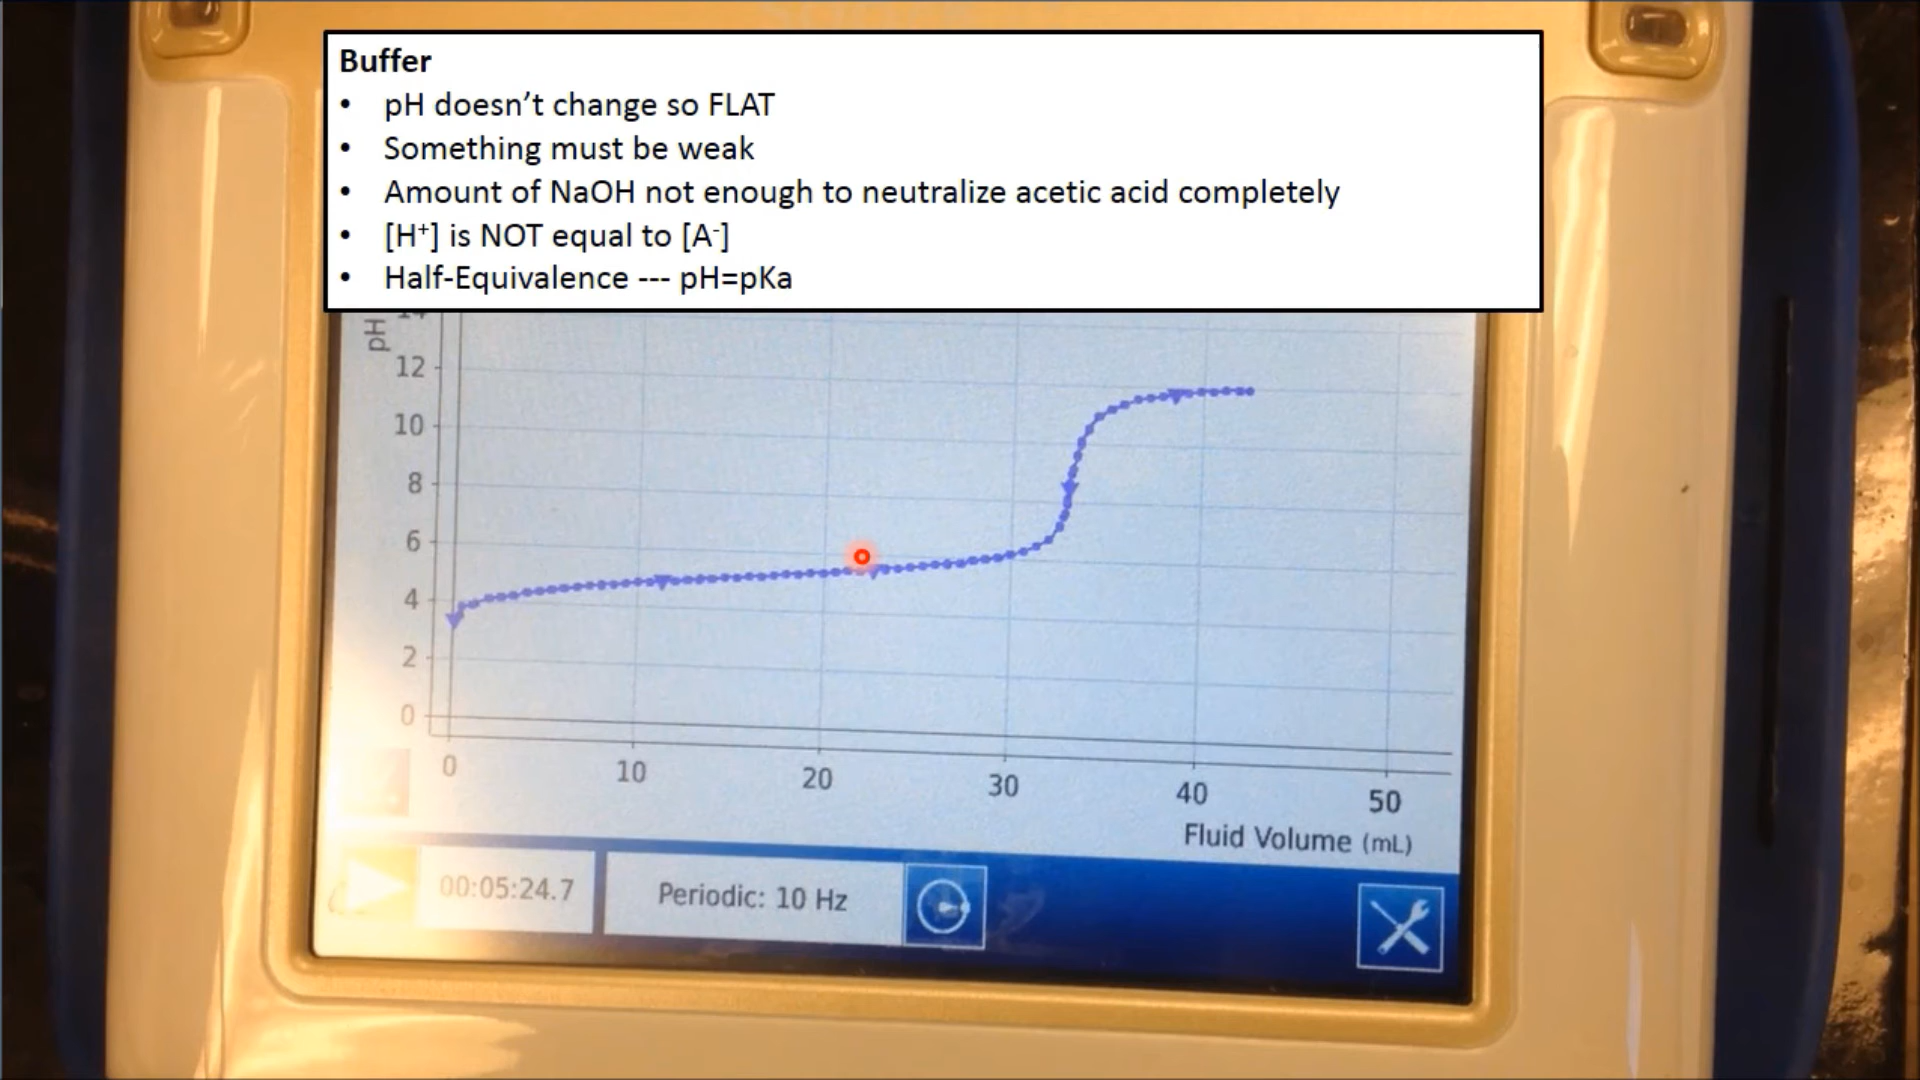 Buffer
• pH doesn’t change so FLAT
• Something must be weak
• Amount of NaOH not enough to neutralize acetic acid completely
• [H⁺] is NOT equal to [A⁻]
• Half-Equivalence --- pH=pKa
pH
14
12
10
8
6
4
2
0
0 10 20 30 40 50
Fluid Volume (mL)
00:05:24.7
Periodic: 10 Hz